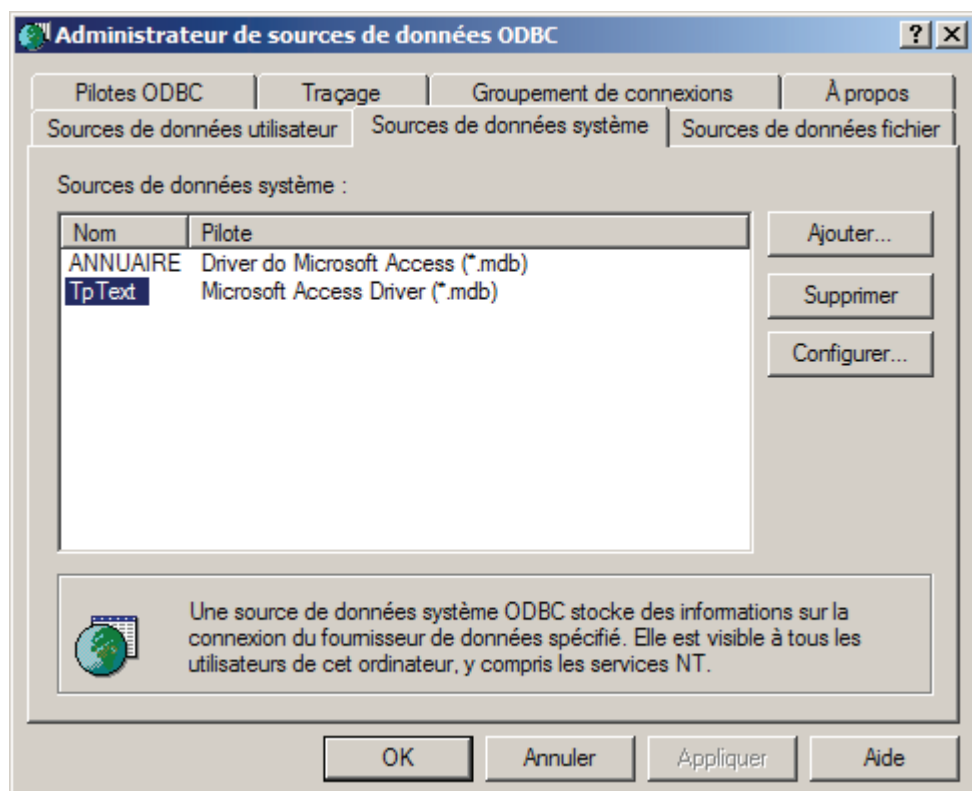 Administrateur de sources de données ODBC
Pilotes ODBC Traçage Groupement de connexions À propos
Sources de données utilisateur Sources de données système Sources de données fichier
Sources de données système :
Nom Pilote Ajouter...
ANNUAIRE Driver do Microsoft Access (*.mdb)
TpText Microsoft Access Driver (*.mdb) Supprimer
Configurer...
Une source de données système ODBC stocke des informations sur la
connexion du fournisseur de données spécifié. Elle est visible à tous les
utilisateurs de cet ordinateur, y compris les services NT.
OK Annuler Appliquer Aide